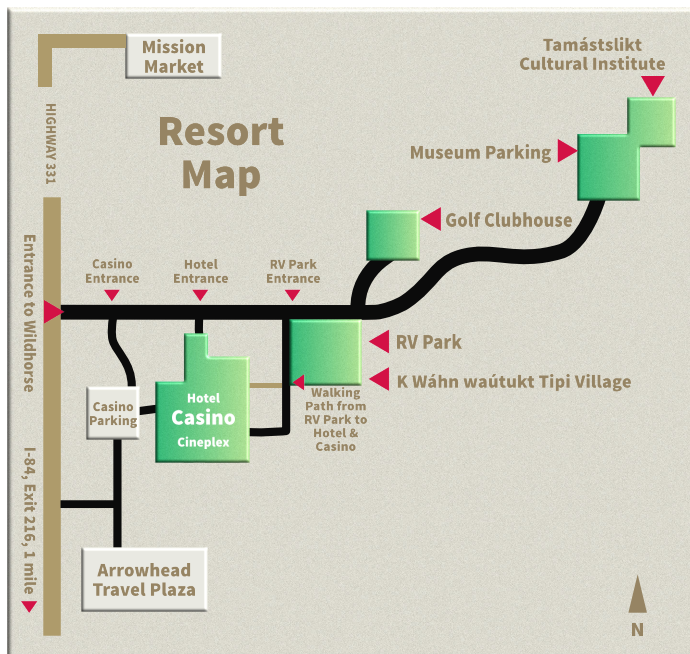 Mission
Market
Tamástslikt
Cultural Institute
HIGHWAY 331
Resort
Map
Museum Parking
Golf Clubhouse
Entrance to Wildhorse
Casino
Entrance
Hotel
Entrance
RV Park
Entrance
RV Park
K Wáhn waútukt Tipi Village
Hotel
Casino
Cineplex
Casino
Parking
Walking
Path from
RV Park to
Hotel &
Casino
I-84, Exit 216, 1 mile
Arrowhead
Travel Plaza
N